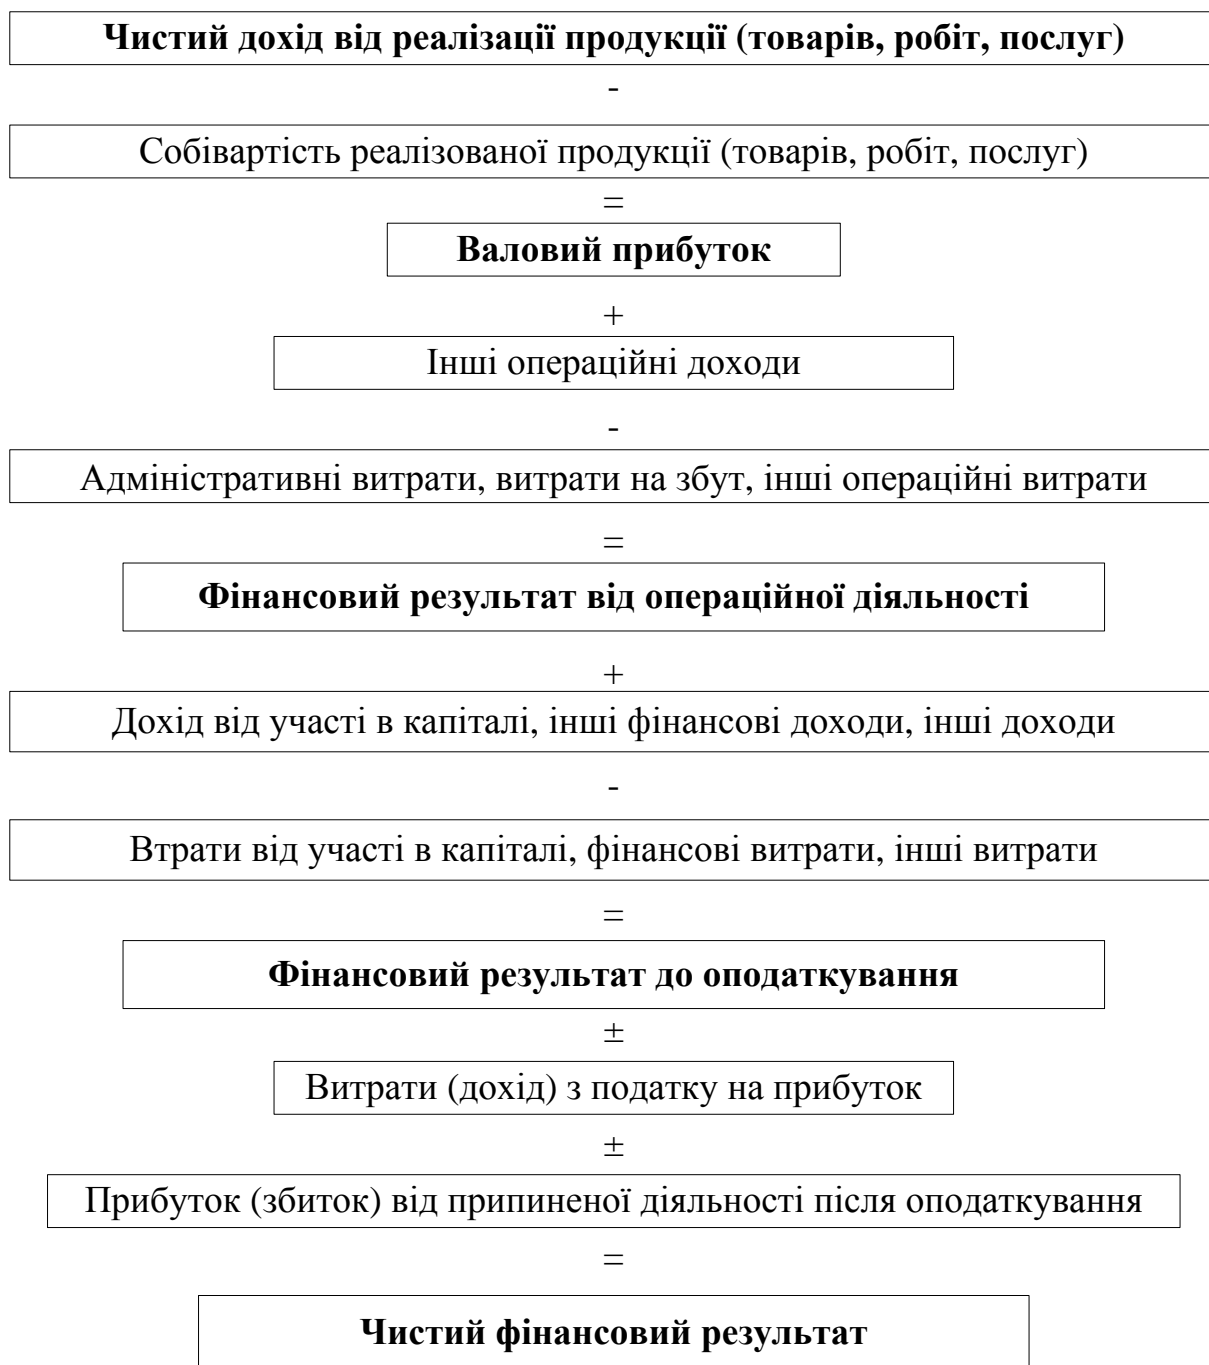 Чистий дохід від реалізації продукції (товарів, робіт, послуг)
-
Собівартість реалізованої продукції (товарів, робіт, послуг)
=
Валовий прибуток
+
Інші операційні доходи
-
Адміністративні витрати, витрати на збут, інші операційні витрати
=
Фінансовий результат від операційної діяльності
+
Дохід від участі в капіталі, інші фінансові доходи, інші доходи
-
Втрати від участі в капіталі, фінансові витрати, інші витрати
=
Фінансовий результат до оподаткування
±
Витрати (дохід) з податку на прибуток
±
Прибуток (збиток) від припиненої діяльності після оподаткування
=
Чистий фінансовий результат